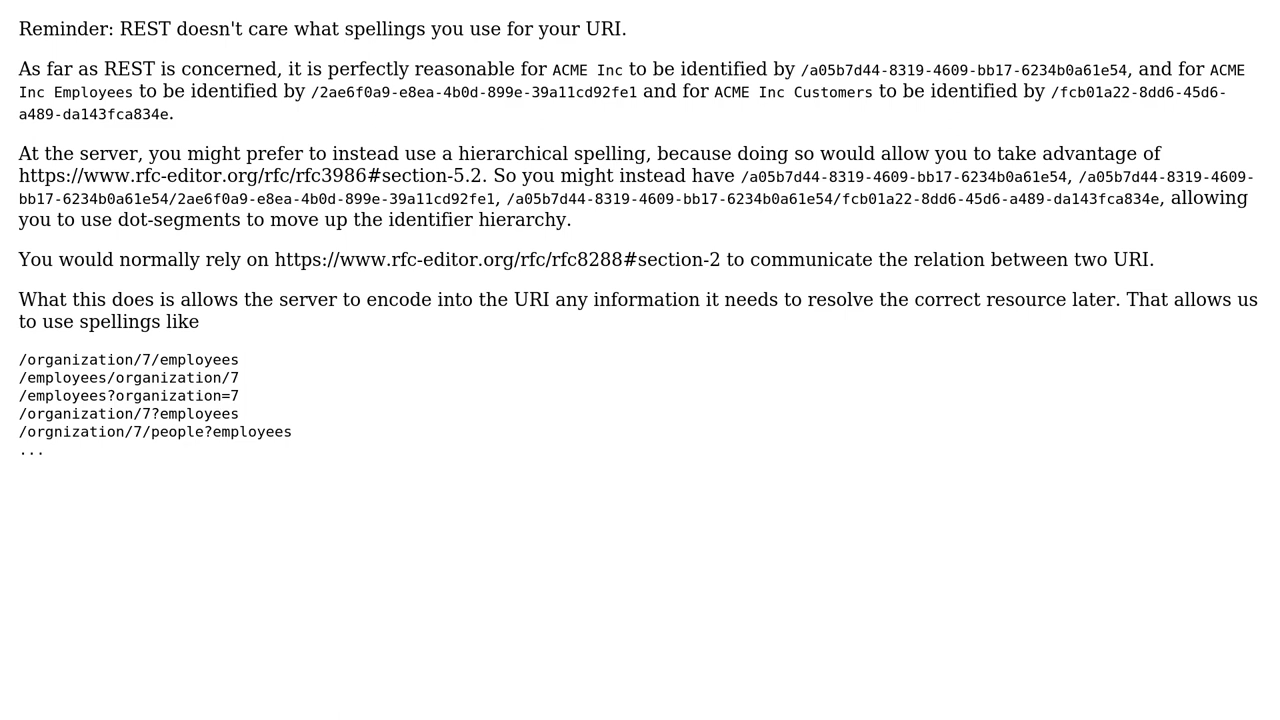 Reminder: REST doesn't care what spellings you use for your URI.
As far as REST is concerned, it is perfectly reasonable for ACME Inc to be identified by /a05b7d44-8319-4609-bb17-6234b0a61e54, and for ACME
Inc Employees to be identified by /2ae6f0a9-e8ea-4b0d-899e-39a11cd92fe1 and for ACME Inc Customers to be identified by /fcb01a22-8dd6-45d6-
a489-da143fca834e.
At the server, you might prefer to instead use a hierarchical spelling, because doing so would allow you to take advantage of
https://www.rfc-editor.org/rfc/rfc3986#section-5.2. So you might instead have /a05b7d44-8319-4609-bb17-6234b0a61e54, /a05b7d44-8319-4609-
bb17-6234b0a61e54/2ae6f0a9-e8ea-4b0d-899e-39a11cd92fe1, /a05b7d44-8319-4609-bb17-6234b0a61e54/fcb01a22-8dd6-45d6-a489-da143fca834e, allowing
you to use dot-segments to move up the identifier hierarchy.
You would normally rely on https://www.rfc-editor.org/rfc/rfc8288#section-2 to communicate the relation between two URI.
What this does is allows the server to encode into the URI any information it needs to resolve the correct resource later. That allows us
to use spellings like
/organization/7/employees
/employees/organization/7
/employees?organization=7
/organization/7?employees
/orgnization/7/people?employees
...